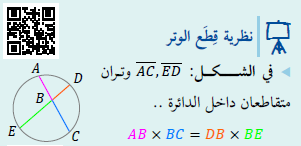 نظرية قِطَع الوتر
في الشكل: AC, ED وتران
متقاطعان داخل الدائرة ..
AB × BC = DB × BE
A
D
B
E
C